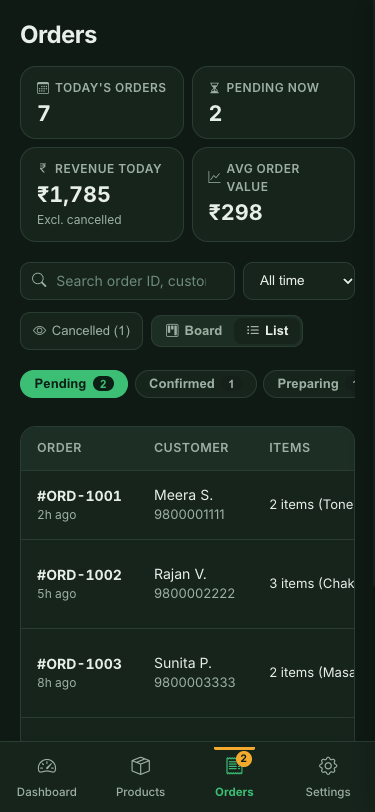 Orders
TODAY'S ORDERS
7
PENDING NOW
2
₹ REVENUE TODAY
₹1,785
Excl. cancelled
AVG ORDER
VALUE
₹298
Search order ID, custo
All time
Cancelled (1)
Board
List
Pending 2
Confirmed 1
Preparing
ORDER CUSTOMER ITEMS
#ORD-1001
2h ago
Meera S.
9800001111
2 items (Tone
#ORD-1002
5h ago
Rajan V.
9800002222
3 items (Chak
#ORD-1003
8h ago
Sunita P.
9800003333
2 items (Masa
2
Dashboard Products Orders Settings